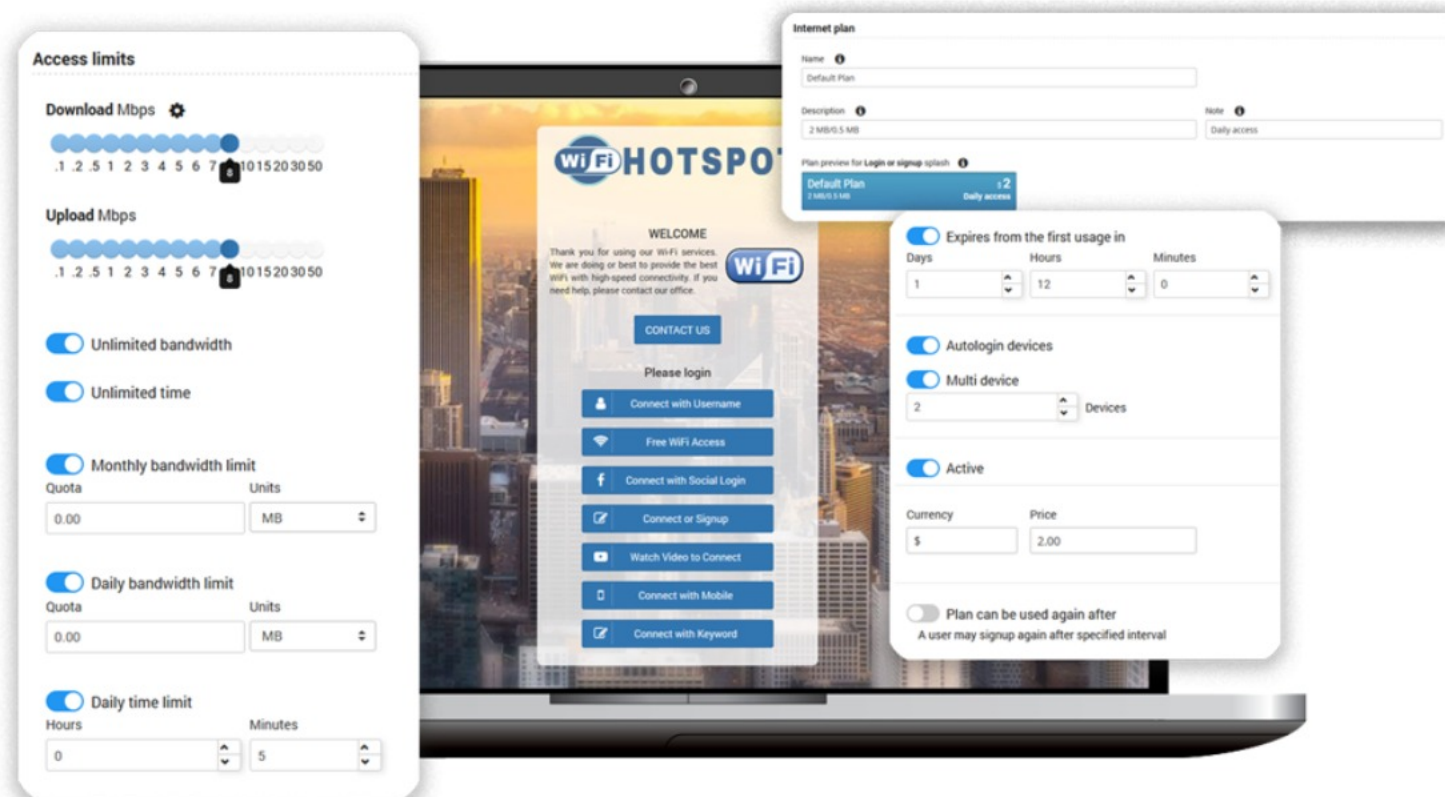 Access limits
Download Mbps
.1 .2 .5 1 2 3 4 5 6 7 8 10 15 20 30 50
Upload Mbps
.1 .2 .5 1 2 3 4 5 6 7 8 10 15 20 30 50
Unlimited bandwidth
Unlimited time
Monthly bandwidth limit
Quota Units
0.00 MB
Daily bandwidth limit
Quota Units
0.00 MB
Daily time limit
Hours Minutes
0 5
Wi Fi HOTSPO
WELCOME
Thank you for using our Wi-Fi services.
We are doing or best to provide the best
WiFi with high-speed connectivity. If you
need help, please contact our office.
Wi Fi
CONTACT US
Please login
Connect with Username
Free WiFi Access
Connect with Social Login
Connect or Signup
Watch Video to Connect
Connect with Mobile
Connect with Keyword
Internet plan
Name
Default Plan
Description Note
2 MB/0.5 MB Daily access
Plan preview for Login or signup splash
Default Plan $ 2
2 MB/0.5 MB Daily access
Expires from the first usage in
Days Hours Minutes
1 12 0
Autologin devices
Multi device
2 Devices
Active
Currency Price
$ 2.00
Plan can be used again after
A user may signup again after specified interval